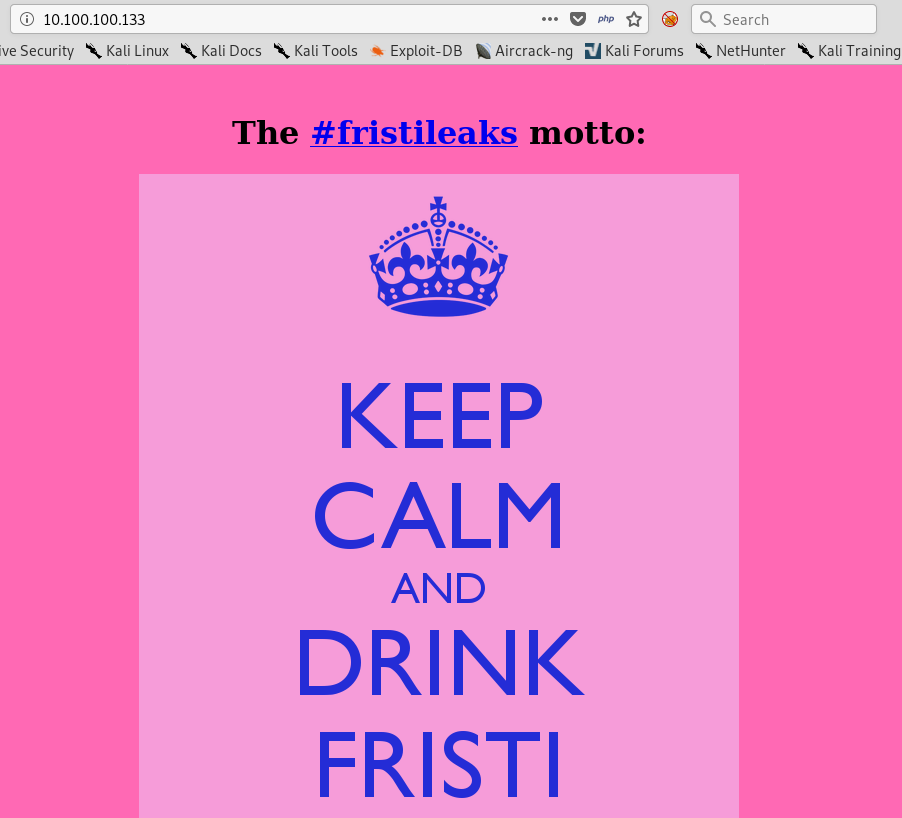 10.100.100.133 php Search
ive Security Kali Linux Kali Docs Kali Tools Exploit-DB Aircrack-ng Kali Forums NetHunter Kali Training
The #fristileaks motto:
KEEP
CALM
AND
DRINK
FRISTI